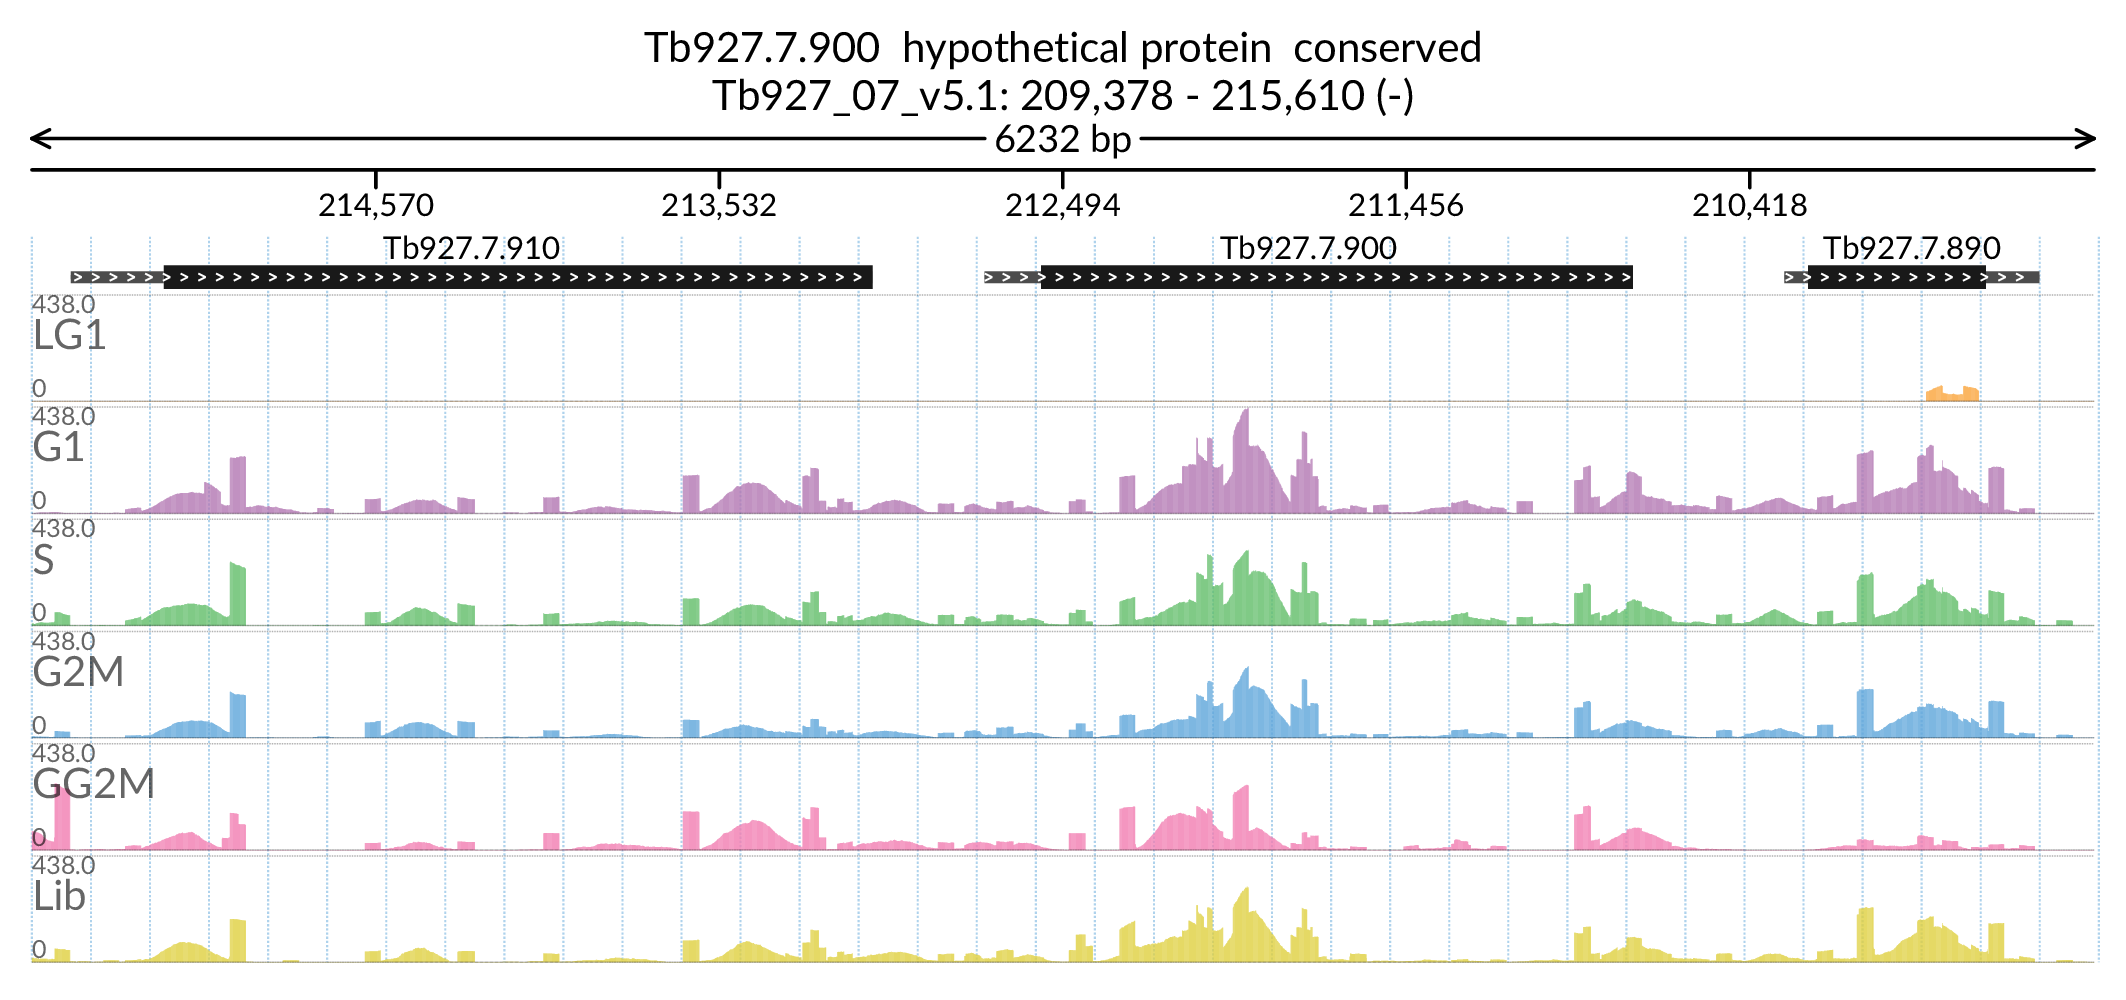 Tb927.7.900  hypothetical protein  conserved
Tb927_07_v5.1: 209,378 - 215,610 (-)
6232 bp
214,570 213,532 212,494 211,456 210,418
Tb927.7.910 Tb927.7.900 Tb927.7.890
438.0
LG1
0
438.0
G1
0
438.0
S
0
438.0
G2M
0
438.0
GG2M
0
438.0
Lib
0